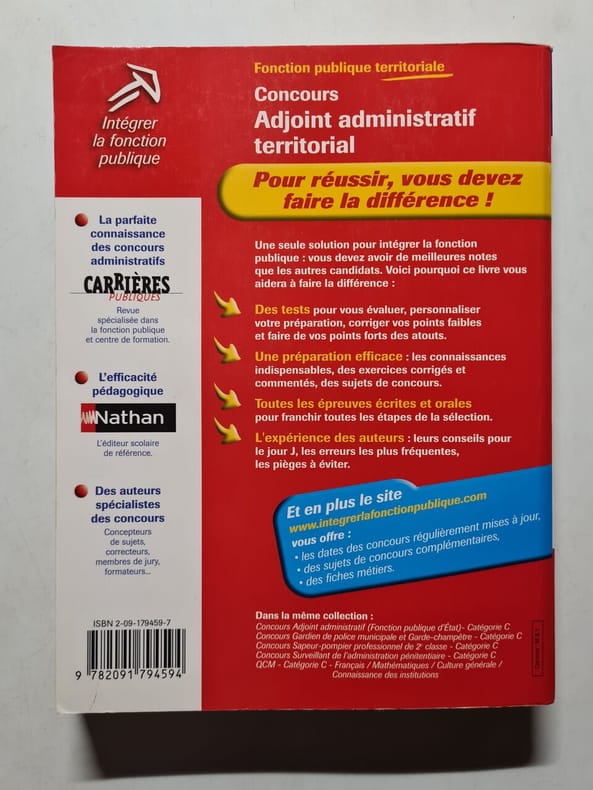 Intégrer
la fonction
publique
Fonction publique territoriale
Concours
Adjoint administratif
territorial
Pour réussir, vous devez
faire la différence !
La parfaite
connaissance
des concours
administratifs
CARRIÈRES
PUBLIQUES
Revue
spécialisée dans
la fonction publique
et centre de formation.
L'efficacité
pédagogique
Nathan
L'éditeur scolaire
de référence.
Des auteurs
spécialistes
des concours
Concepteurs
de sujets,
correcteurs,
membres de jury,
formateurs...
Une seule solution pour intégrer la fonction
publique : vous devez avoir de meilleures notes
que les autres candidats. Voici pourquoi ce livre vous
aidera à faire la différence :
Des tests pour vous évaluer, personnaliser
votre préparation, corriger vos points faibles
et faire de vos points forts des atouts.
Une préparation efficace : les connaissances
indispensables, des exercices corrigés et
commentés, des sujets de concours.
Toutes les épreuves écrites et orales
pour franchir toutes les étapes de la sélection.
L'expérience des auteurs : leurs conseils pour
le jour J, les erreurs les plus fréquentes,
les pièges à éviter.
Et en plus le site
www.integrerlafonctionpublique.com
vous offre :
• les dates des concours régulièrement mises à jour,
• des sujets de concours complémentaires,
• des fiches métiers.
ISBN 2-09-179459-7
9 782091 794594
Dans la même collection :
Concours Adjoint administratif (Fonction publique d'État)- Catégorie C
Concours Gardien de police municipale et Garde-champêtre - Catégorie C
Concours Sapeur-pompier professionnel de 2e classe - Catégorie C
Concours Surveillant de l'administration pénitentiaire - Catégorie C
QCM - Catégorie C - Français / Mathématiques / Culture générale /
Connaissance des institutions